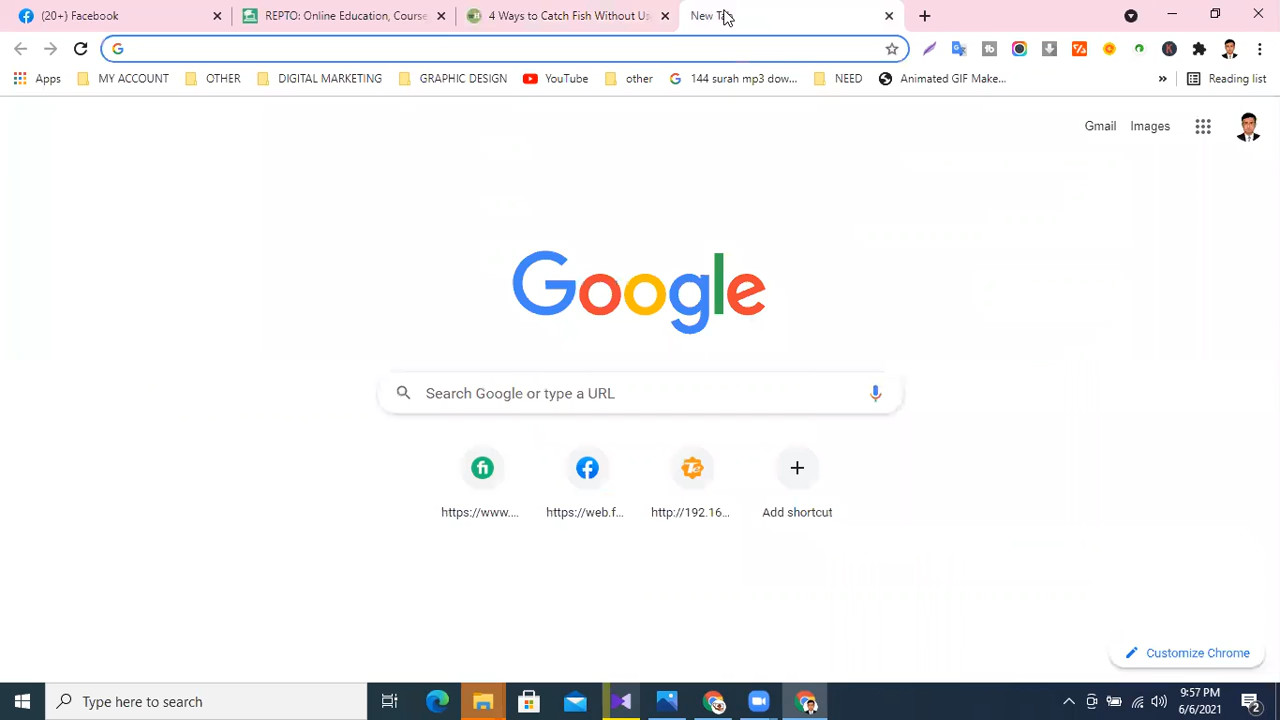 (20+) Facebook
REPTO: Online Education, Course
4 Ways to Catch Fish Without Us
New
Apps
MY ACCOUNT
OTHER
DIGITAL MARKETING
GRAPHIC DESIGN
YouTube
other
144 surah mp3 dow...
NEED
Animated GIF Make...
»
Reading list
Gmail
Images
Google
Search Google or type a URL
https://www....
https://web.f...
http://192.16...
Add shortcut
Customize Chrome
Type here to search
9:57 PM
6/6/2021
2